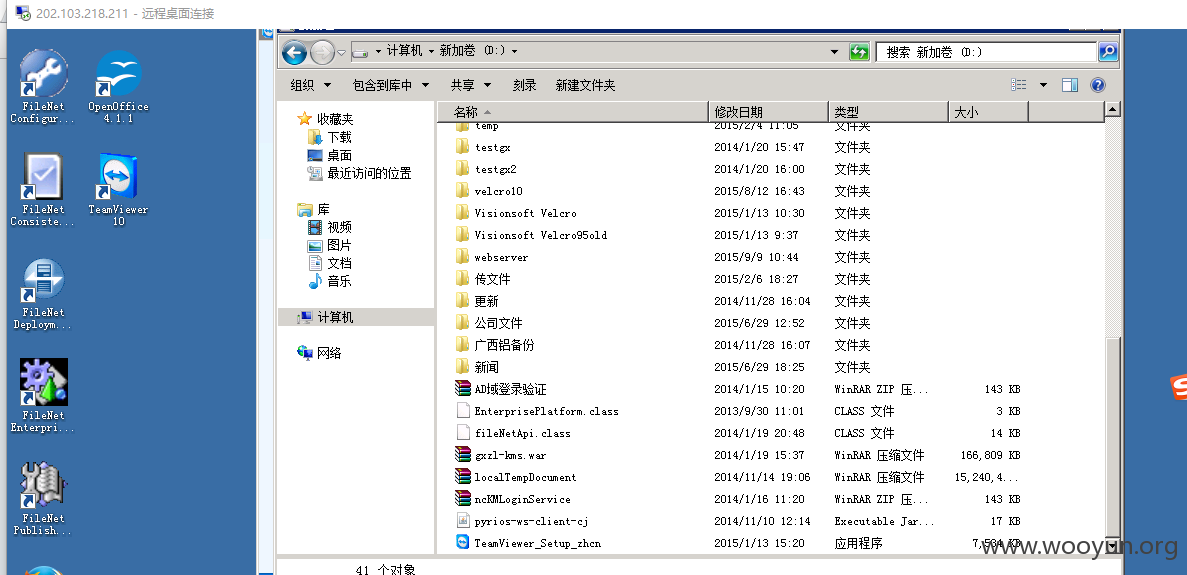 202.103.218.211 - 远程桌面连接
计算机 新加卷 (D:)
搜索 新加卷 (D:)
组织 包含到库中 共享 刻录 新建文件夹
FileNet Configur...
OpenOffice 4.1.1
FileNet Consiste...
TeamViewer 10
FileNet Deploym...
FileNet Enterpri...
FileNet Publish...
收藏夹
下载
桌面
最近访问的位置
库
视频
图片
文档
音乐
计算机
网络
名称 修改日期 类型 大小
temp 2015/2/4 11:05 文件夹
testgx 2014/1/20 15:47 文件夹
testgx2 2014/1/20 16:00 文件夹
velcro10 2015/8/12 16:43 文件夹
Visionsoft Velcro 2015/1/13 10:30 文件夹
Visionsoft Velcro95old 2015/1/13 9:37 文件夹
webserver 2015/9/9 10:44 文件夹
传文件 2015/2/6 18:27 文件夹
更新 2014/11/28 16:04 文件夹
公司文件 2015/6/29 12:52 文件夹
广西铝备份 2014/11/28 16:07 文件夹
新闻 2015/6/29 18:25 文件夹
AD域登录验证 2014/1/15 10:20 WinRAR ZIP 压... 143 KB
EnterprisePlatform.class 2013/9/30 11:01 CLASS 文件 3 KB
fileNetApi.class 2014/1/19 20:48 CLASS 文件 14 KB
gxzl-kms.war 2014/1/19 15:37 WinRAR 压缩文件 166,809 KB
localTempDocument 2014/11/14 19:06 WinRAR 压缩文件 15,240,4...
ncKMLoginService 2014/1/16 11:20 WinRAR ZIP 压... 143 KB
pyrios-ws-client-cj 2014/11/10 12:14 Executable Jar... 17 KB
TeamViewer_Setup_zhcn 2015/1/13 15:20 应用程序 7,534 KB
www.wooyun.org
41 个对象